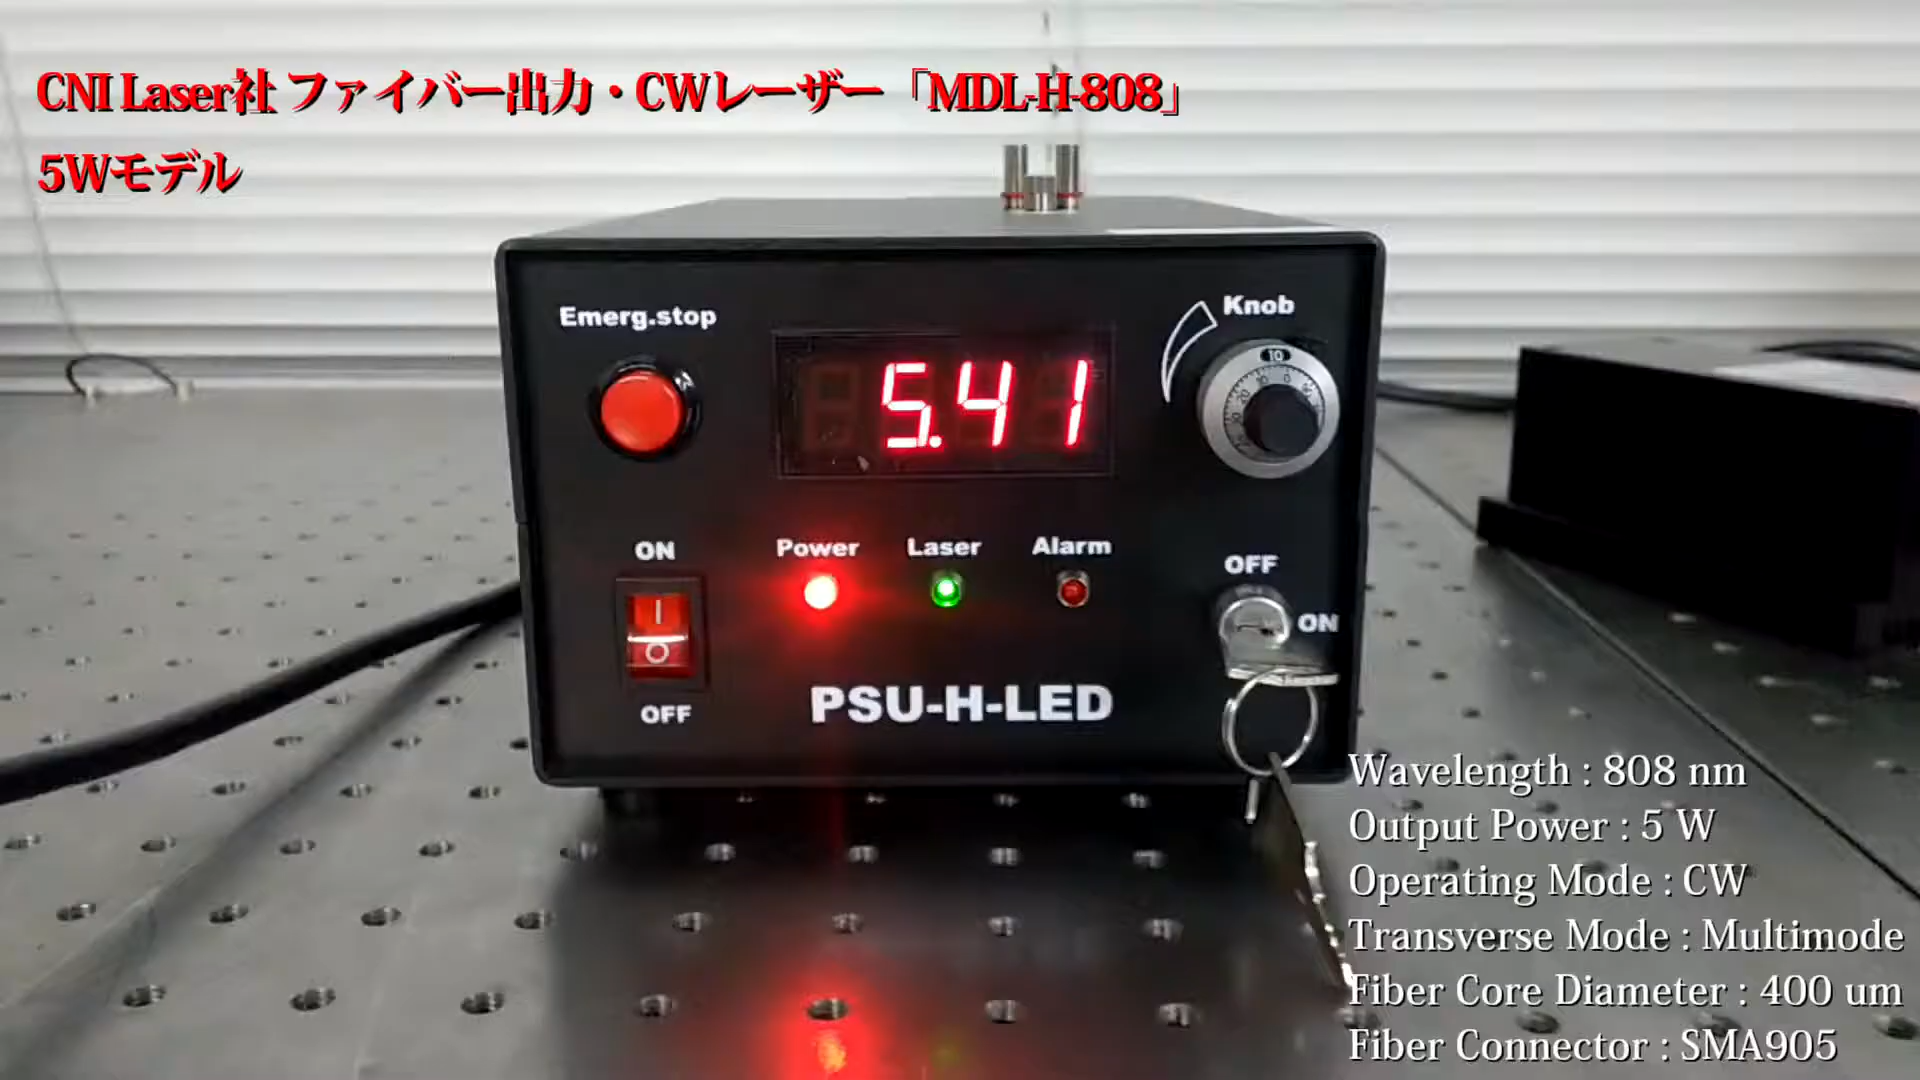 CNI Laser社 ファイバー出力・CWレーザー「MDL-H-808」
5Wモデル
Emerg.stop
Knob
10
5.41
ON
Power
Laser
Alarm
OFF
ON
OFF
PSU-H-LED
Wavelength : 808 nm
Output Power : 5 W
Operating Mode : CW
Transverse Mode : Multimode
Fiber Core Diameter : 400 um
Fiber Connector : SMA905